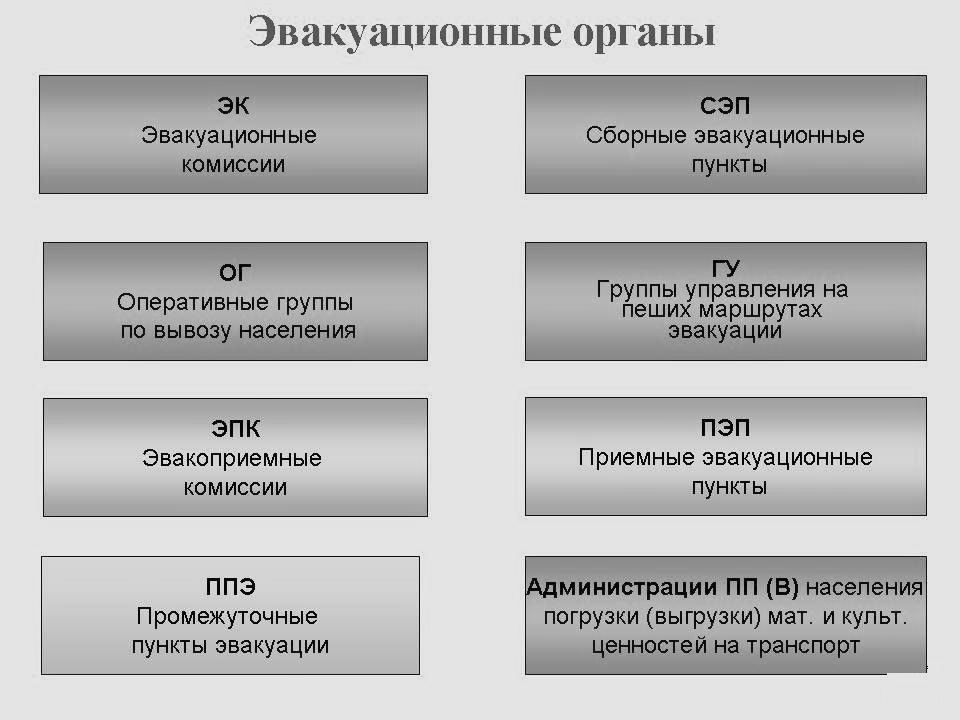 Эвакуационные органы
ЭК
Эвакуационные
комиссии
СЭП
Сборные эвакуационные
пункты
ОГ
Оперативные группы
по вывозу населения
ГУ
Группы управления на
пеших маршрутах
эвакуации
ЭПК
Эвакоприемные
комиссии
ПЭП
Приемные эвакуационные
пункты
ППЭ
Промежуточные
пункты эвакуации
Администрации ПП (В) населения
погрузки (выгрузки) мат. и культ.
ценностей на транспорт